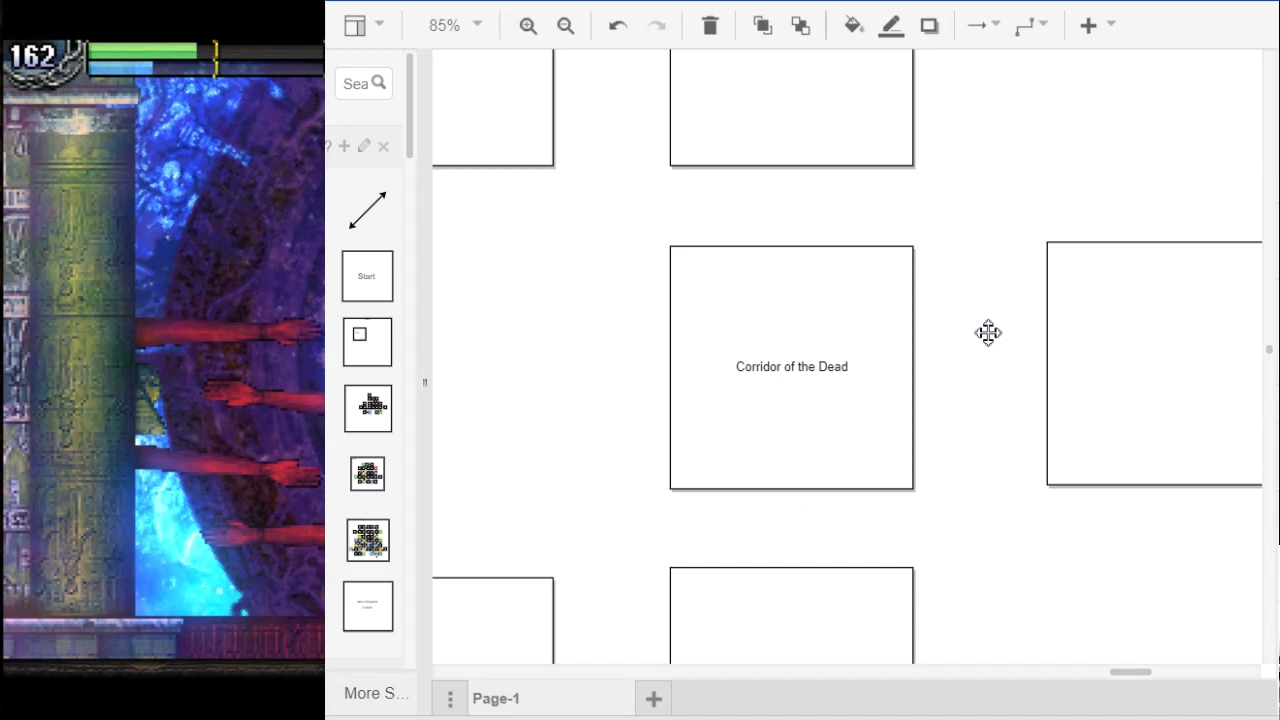 162
85%
Sea
?
Start
Corridor of the Dead
More S...
Page-1